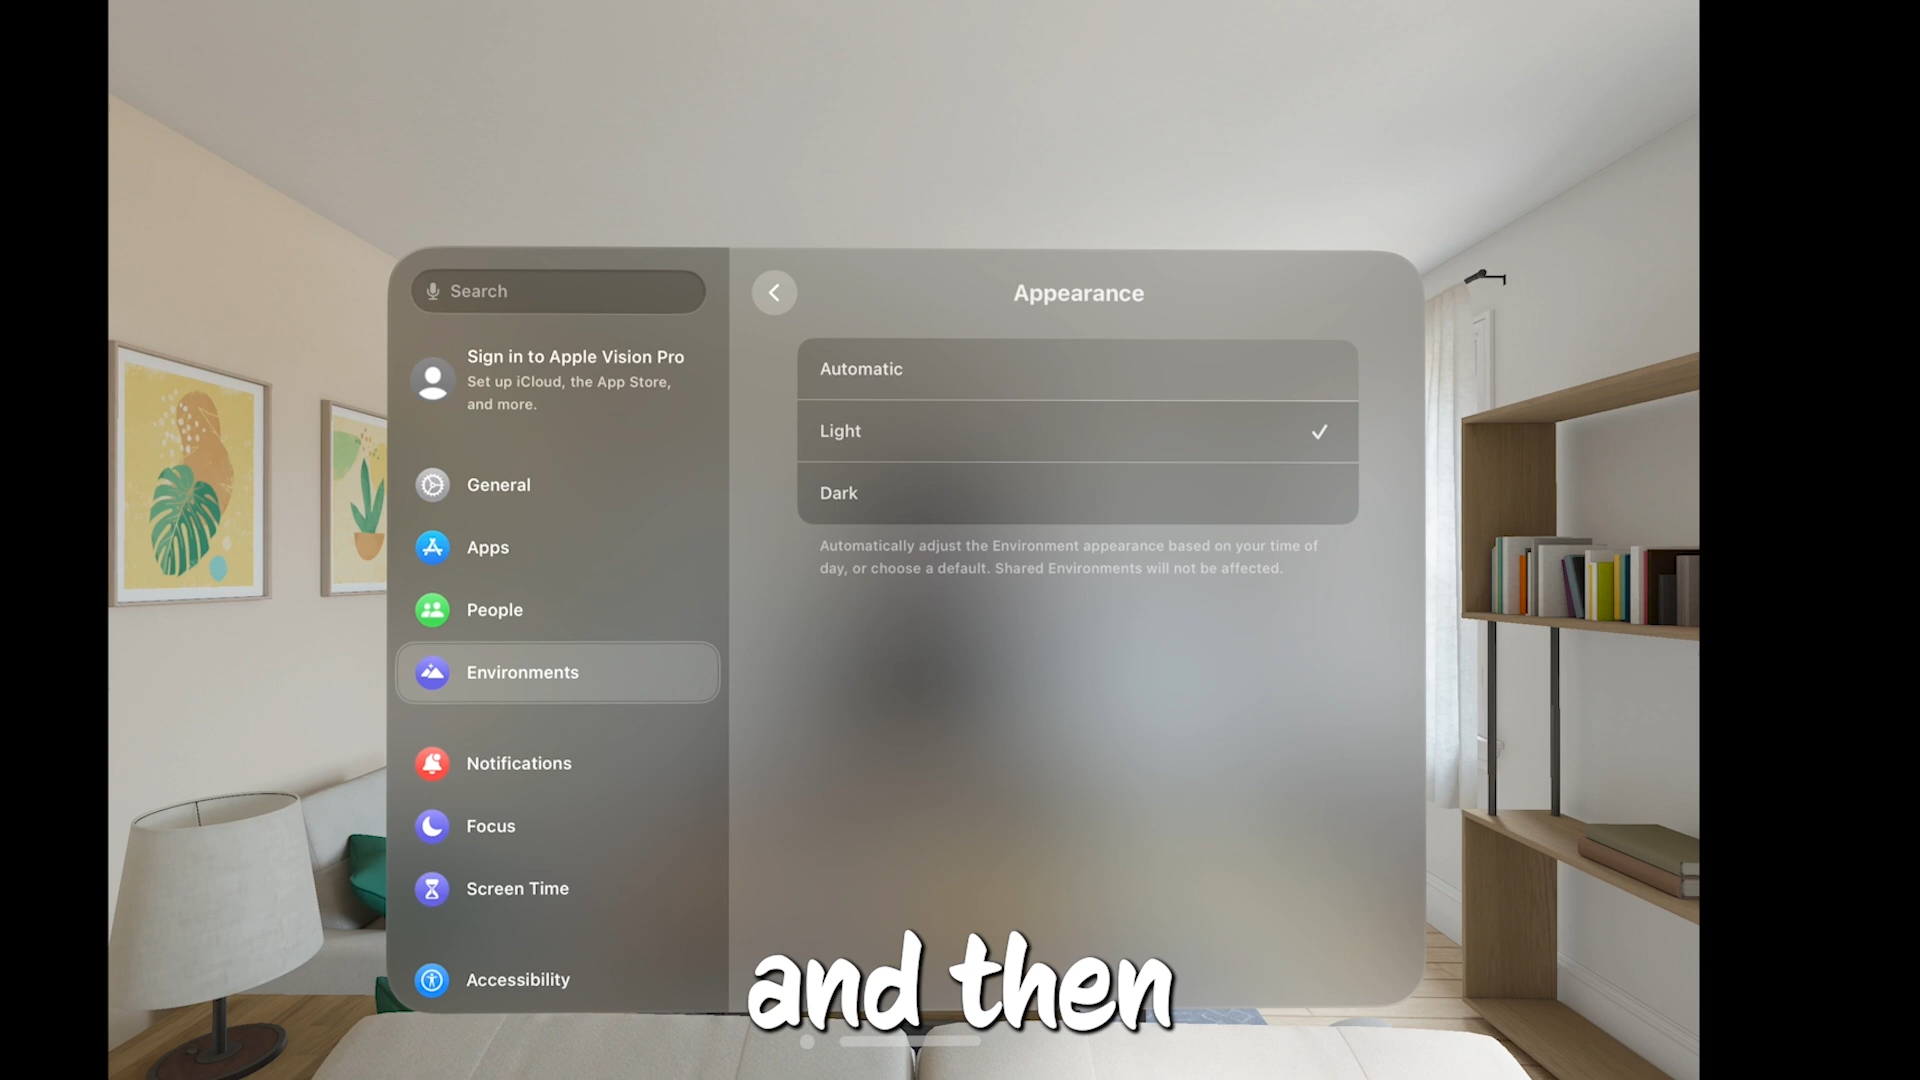 Search
Sign in to Apple Vision Pro
Set up iCloud, the App Store,
and more.
General
Apps
People
Environments
Notifications
Focus
Screen Time
Accessibility
Appearance
Automatic
Light
Dark
Automatically adjust the Environment appearance based on your time of
day, or choose a default. Shared Environments will not be affected.
and then